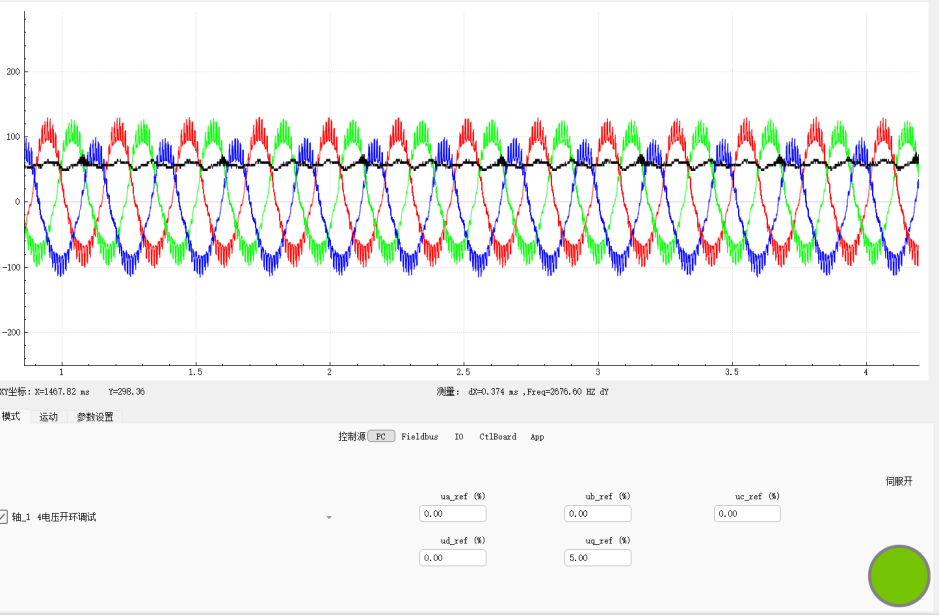 200
100
0
-100
-200
1 1.5 2 2.5 3 3.5 4
XY坐标: X=1467.82 ms Y=298.36 测量: dX=0.374 ms ,Freq=2676.60 HZ dY
模式 运动 参数设置
控制源 PC Fieldbus IO CtlBoard App
伺服开
ua_ref (%) ub_ref (%) uc_ref (%)
轴_1 4电压开环调试 0.00 0.00 0.00
ud_ref (%) uq_ref (%)
0.00 5.00